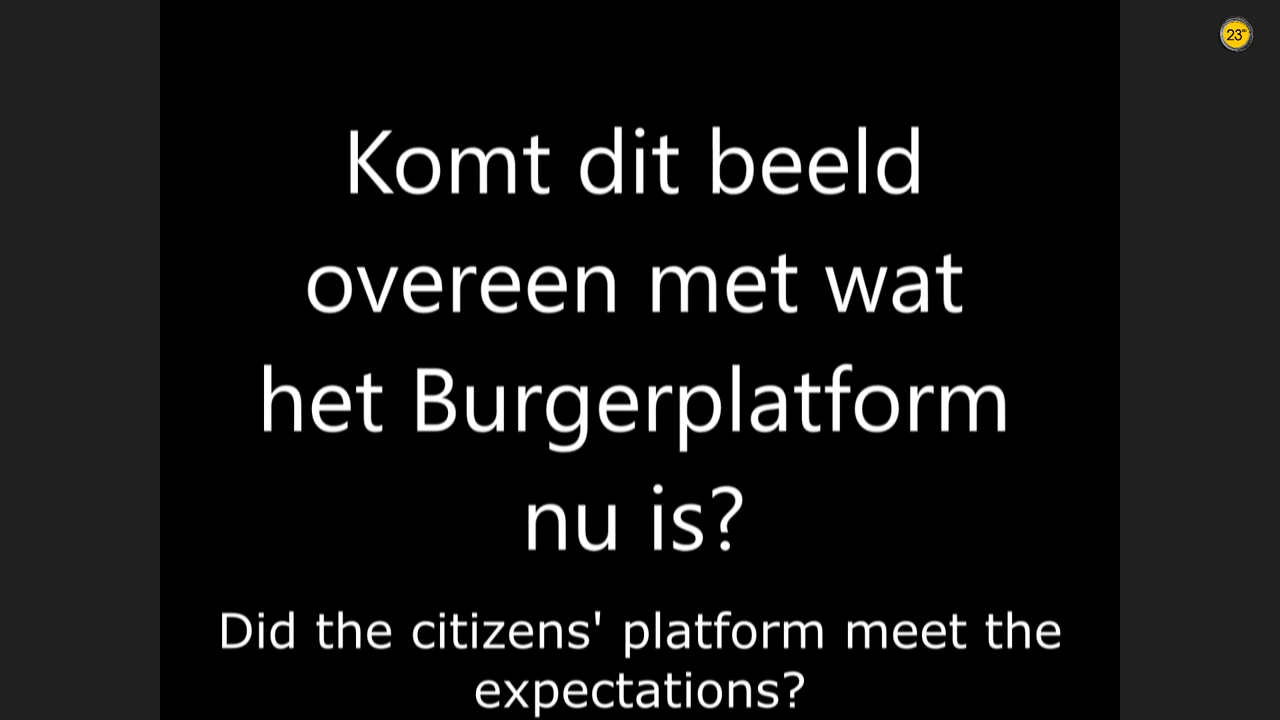 23
Komt dit beeld
overeen met wat
het Burgerplatform
nu is?
Did the citizens' platform meet the
expectations?